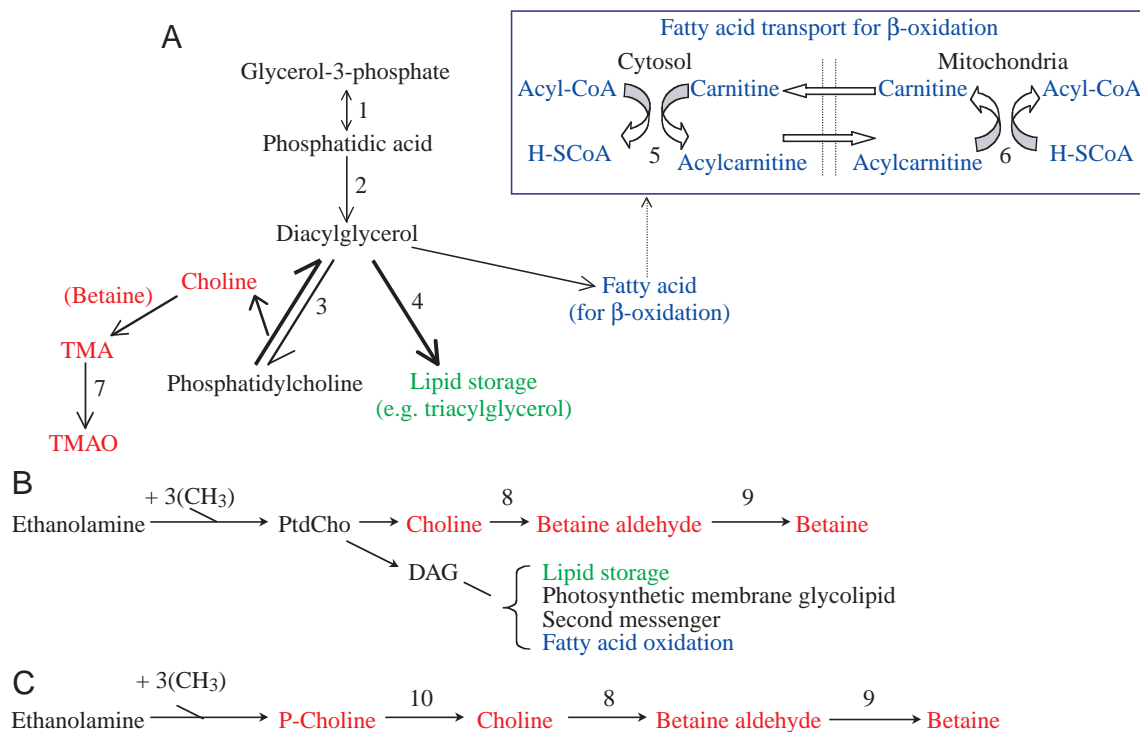 A
Fatty acid transport for β-oxidation
Cytosol
Mitochondria
Acyl-CoA
Carnitine
Carnitine
Acyl-CoA
H-SCoA
5
Acylcarnitine
Acylcarnitine
6
H-SCoA
Glycerol-3-phosphate
1
Phosphatidic acid
2
Diacylglycerol
Choline
(Betaine)
3
4
Fatty acid
(for β-oxidation)
TMA
7
Phosphatidylcholine
Lipid storage
(e.g. triacylglycerol)
TMAO
B
+ 3(CH₃)
8
9
Ethanolamine
PtdCho
Choline
Betaine aldehyde
Betaine
DAG
Lipid storage
Photosynthetic membrane glycolipid
Second messenger
Fatty acid oxidation
C
+ 3(CH₃)
10
8
9
Ethanolamine
P-Choline
Choline
Betaine aldehyde
Betaine